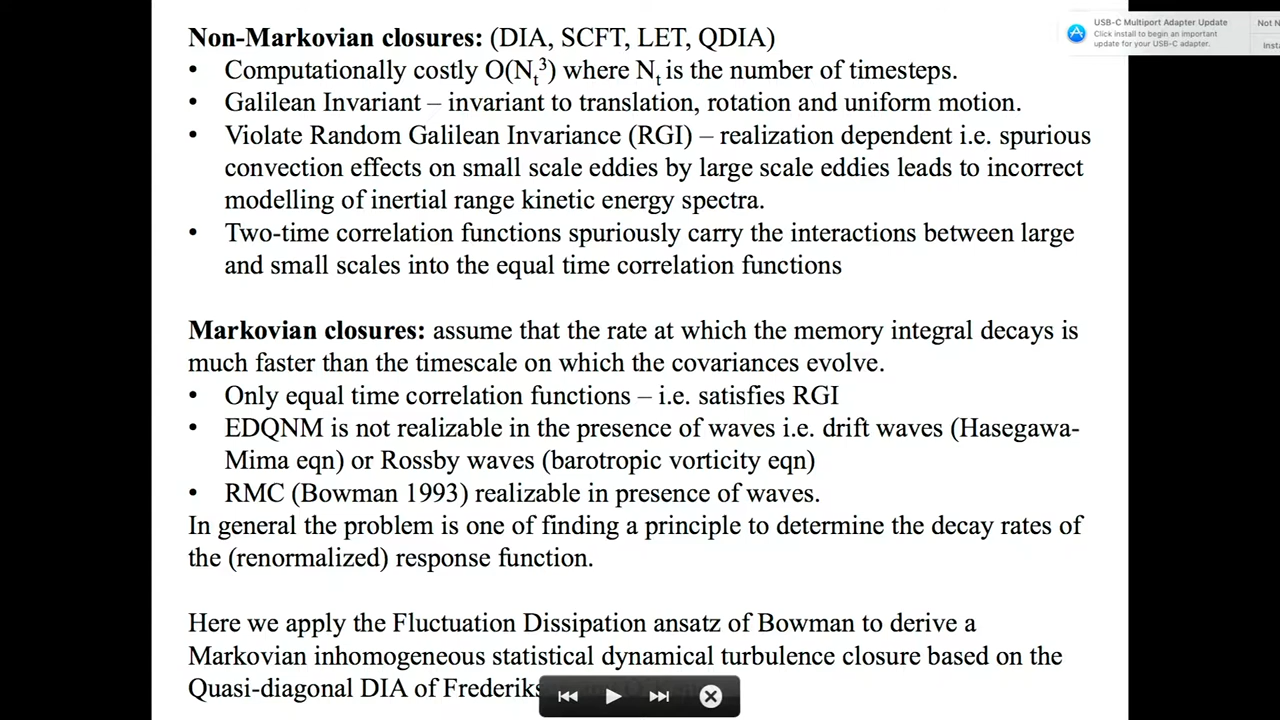 Non-Markovian closures: (DIA, SCFT, LET, QDIA)
• Computationally costly O(Nt3) where Nt is the number of timesteps.
• Galilean Invariant – invariant to translation, rotation and uniform motion.
• Violate Random Galilean Invariance (RGI) – realization dependent i.e. spurious
convection effects on small scale eddies by large scale eddies leads to incorrect
modelling of inertial range kinetic energy spectra.
• Two-time correlation functions spuriously carry the interactions between large
and small scales into the equal time correlation functions
Markovian closures: assume that the rate at which the memory integral decays is
much faster than the timescale on which the covariances evolve.
• Only equal time correlation functions – i.e. satisfies RGI
• EDQNM is not realizable in the presence of waves i.e. drift waves (Hasegawa-
Mima eqn) or Rossby waves (barotropic vorticity eqn)
• RMC (Bowman 1993) realizable in presence of waves.
In general the problem is one of finding a principle to determine the decay rates of
the (renormalized) response function.
Here we apply the Fluctuation Dissipation ansatz of Bowman to derive a
Markovian inhomogeneous statistical dynamical turbulence closure based on the
Quasi-diagonal DIA of
USB-C Multiport Adapter Update
Click install to begin an important
update for your USB-C adapter.
Not